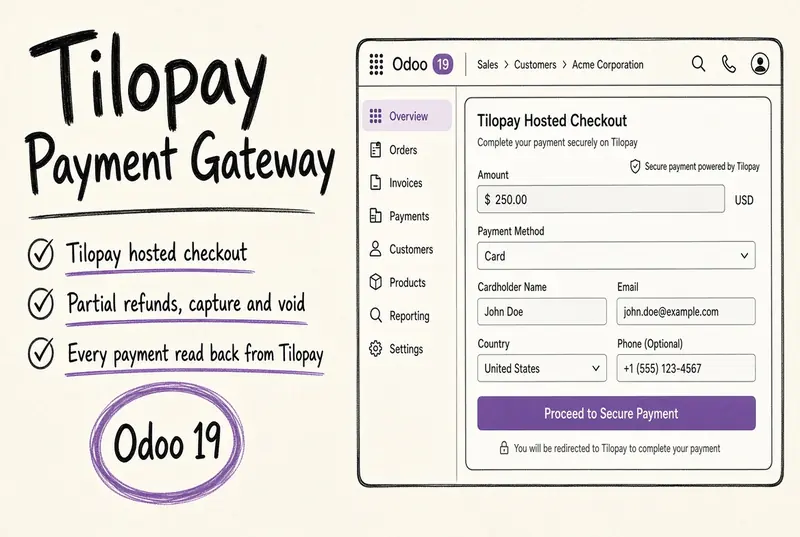 Tilopay
Payment Gateway
Tilopay hosted checkout
Partial refunds, capture and void
Every payment read back from Tilopay
Odoo 19
Odoo 19
Sales > Customers > Acme Corporation
Overview
Orders
Invoices
Payments
Customers
Products
Reporting
Settings
Tilopay Hosted Checkout
Complete your payment securely on Tilopay
Secure payment powered by Tilopay
Amount
$ 250.00
USD
Payment Method
Card
Cardholder Name
Email
John Doe
john.doe@example.com
Country
Phone (Optional)
United States
+1 (555) 123-4567
Proceed to Secure Payment
You will be redirected to Tilopay to complete your payment